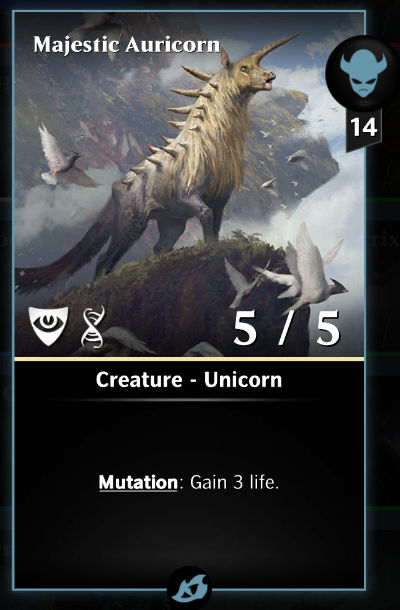 Majestic Auricorn
14
5 / 5
Creature - Unicorn
Mutation: Gain 3 life.